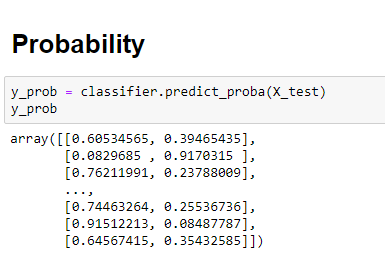 Probability
y_prob = classifier.predict_proba(X_test)
y_prob
array([[0.60534565, 0.39465435],
[0.0829685 , 0.9170315 ],
[0.76211991, 0.23788009],
...,
[0.74463264, 0.25536736],
[0.91512213, 0.08487787],
[0.64567415, 0.35432585]])